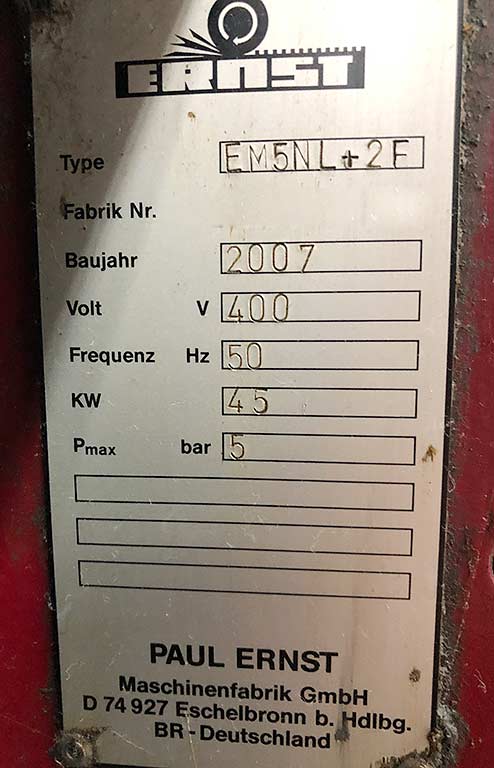 ERNST
Type EM5NL+2F
Fabrik Nr.
Baujahr 2007
Volt V 400
Frequenz Hz 50
KW 45
Pmax bar 5
PAUL ERNST
Maschinenfabrik GmbH
D 74 927 Eschelbronn b. Hdlbg.
BR - Deutschland